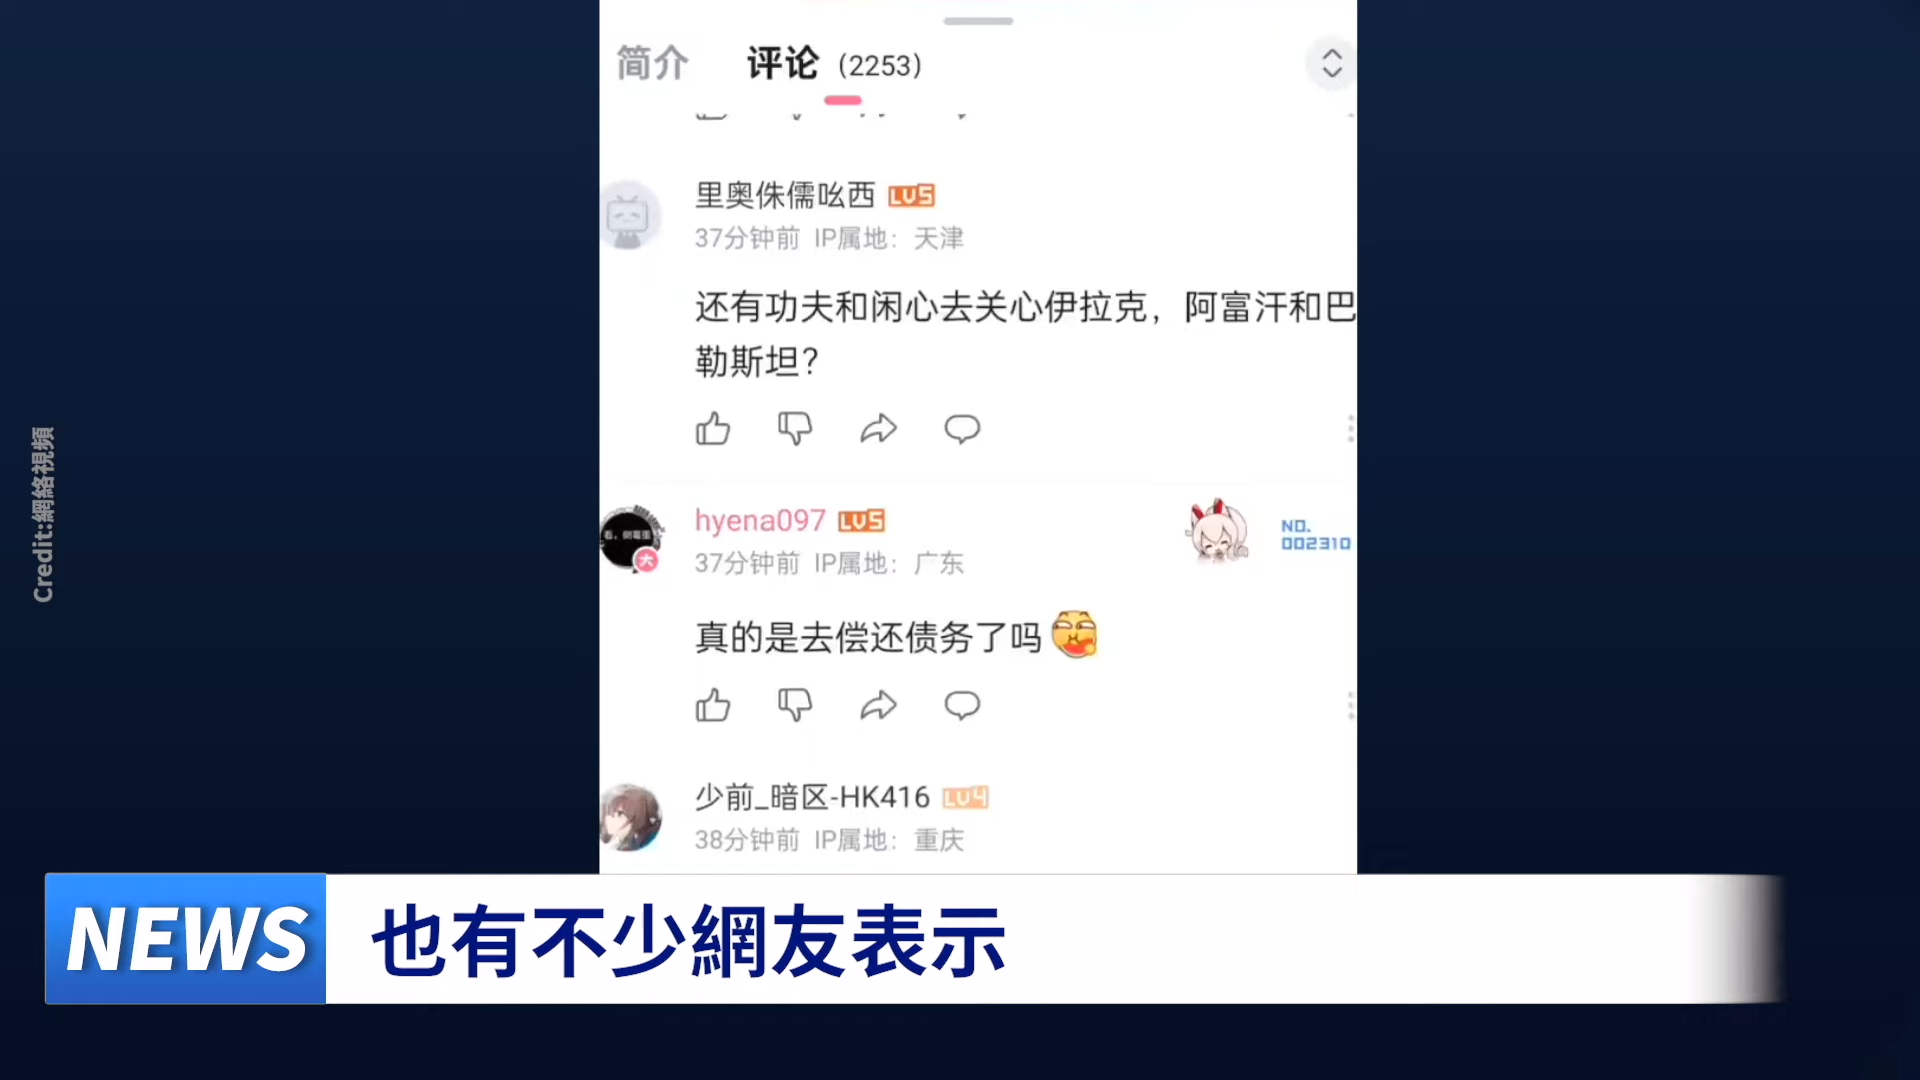 简介 评论 (2253)
里奥侏儒吆西 LV5
37分钟前 IP属地：天津
还有功夫和闲心去关心伊拉克，阿富汗和巴
勒斯坦？
hyena097 LV5
NO.
002310
37分钟前 IP属地：广东
真的是去偿还债务了吗
少前_暗区-HK416 LV4
38分钟前 IP属地：重庆
Credit:網絡視頻
NEWS 也有不少網友表示